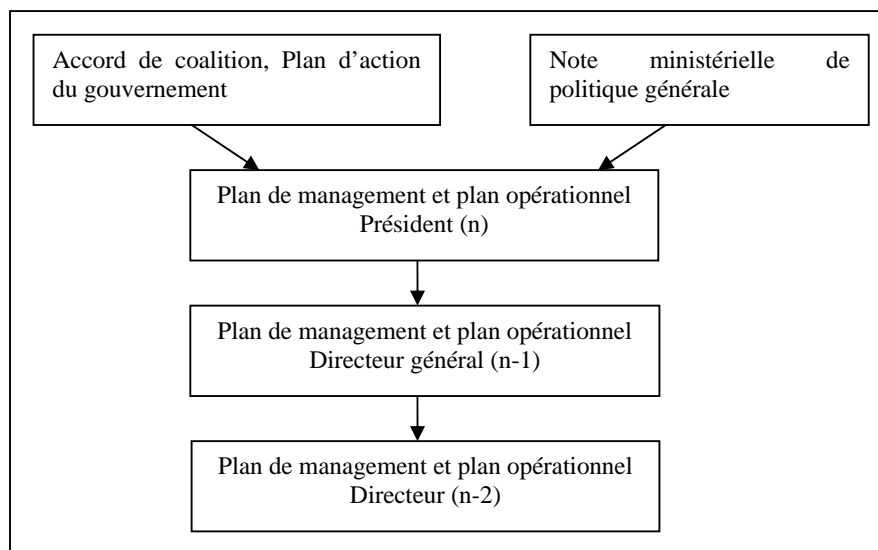 Accord de coalition, Plan d’action
du gouvernement
Note ministérielle de
politique générale
Plan de management et plan opérationnel
Président (n)
Plan de management et plan opérationnel
Directeur général (n-1)
Plan de management et plan opérationnel
Directeur (n-2)